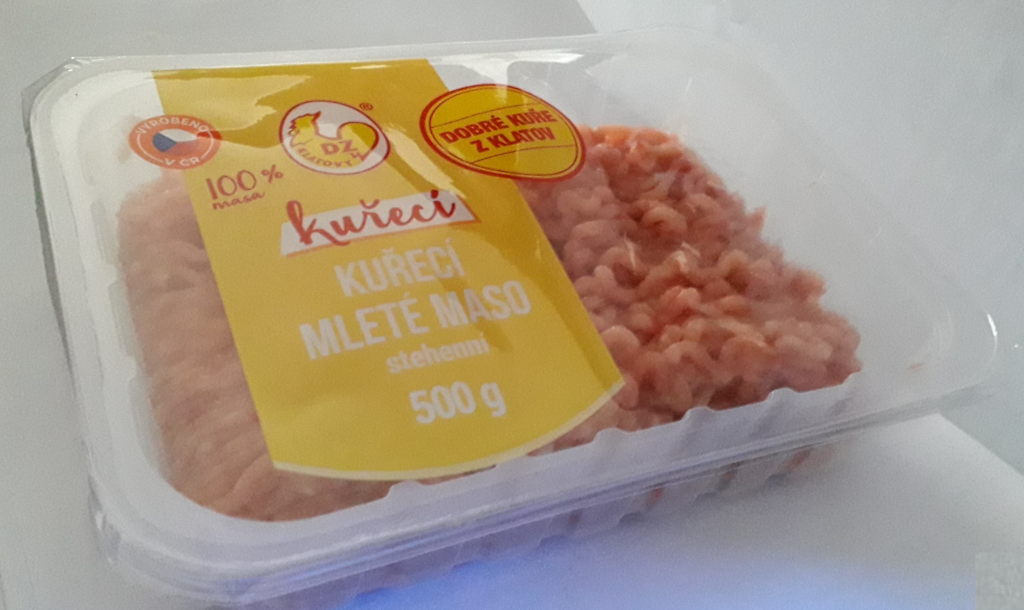 VYROBENO
V ČR
DZ
KLATOVY
®
DOBRÉ KUŘE
Z KLATOV
100 %
masa
kuřecí
KUŘECÍ
MLETÉ MASO
stehenní
500 g